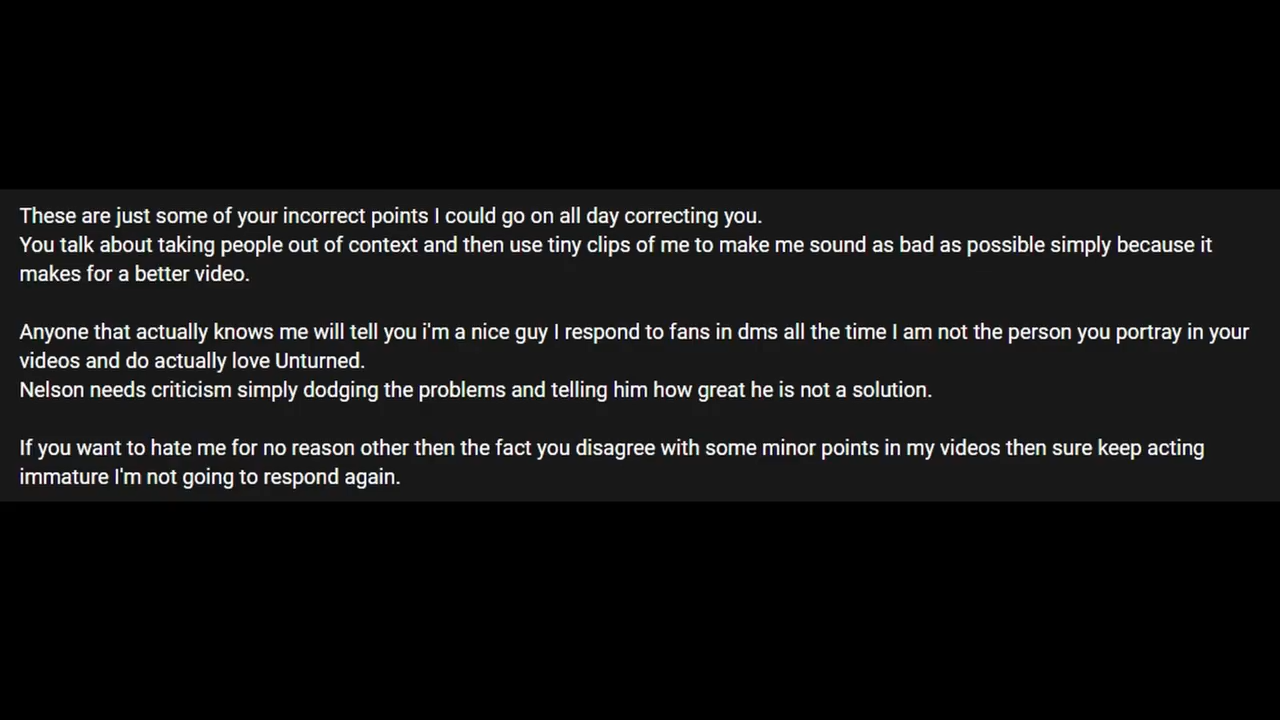 These are just some of your incorrect points I could go on all day correcting you.
You talk about taking people out of context and then use tiny clips of me to make me sound as bad as possible simply because it
makes for a better video.
Anyone that actually knows me will tell you i'm a nice guy I respond to fans in dms all the time I am not the person you portray in your
videos and do actually love Unturned.
Nelson needs criticism simply dodging the problems and telling him how great he is not a solution.
If you want to hate me for no reason other then the fact you disagree with some minor points in my videos then sure keep acting
immature I'm not going to respond again.